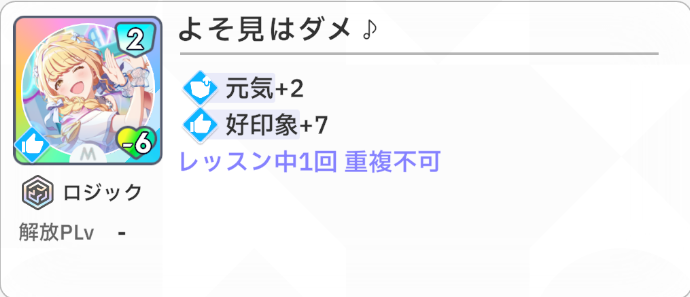 よそ見はダメ♪
2
元気+2
好印象+7
-6
M
レッスン中1回 重複不可
ロジック
解放PLv -